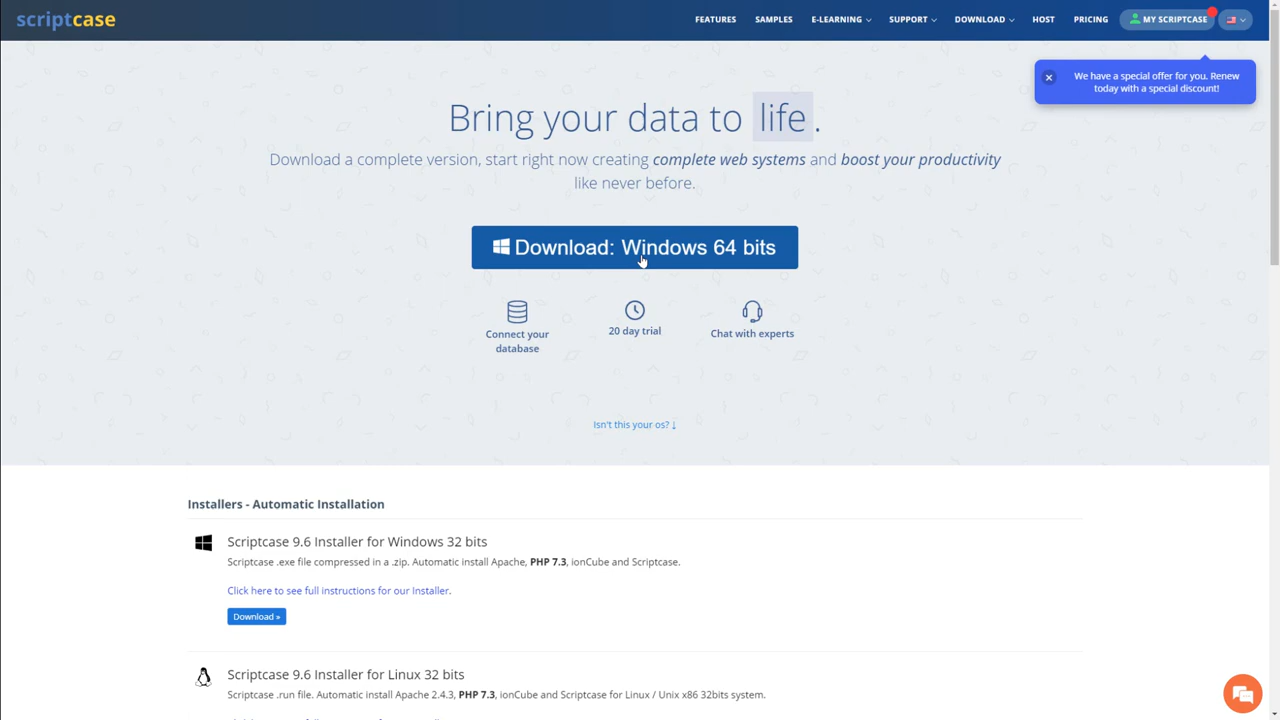 scriptcase
FEATURES
SAMPLES
E-LEARNING
SUPPORT
DOWNLOAD
HOST
PRICING
MY SCRIPTCASE
We have a special offer for you. Renew
today with a special discount!
Bring your data to life.
Download a complete version, start right now creating complete web systems and boost your productivity
like never before.
Download: Windows 64 bits
Connect your
database
20 day trial
Chat with experts
Isn't this your os? ↓
Installers - Automatic Installation
Scriptcase 9.6 Installer for Windows 32 bits
Scriptcase .exe file compressed in a .zip. Automatic install Apache, PHP 7.3, ionCube and Scriptcase.
Click here to see full instructions for our Installer.
Download »
Scriptcase 9.6 Installer for Linux 32 bits
Scriptcase .run file. Automatic install Apache 2.4.3, PHP 7.3, ionCube and Scriptcase for Linux / Unix x86 32bits system.